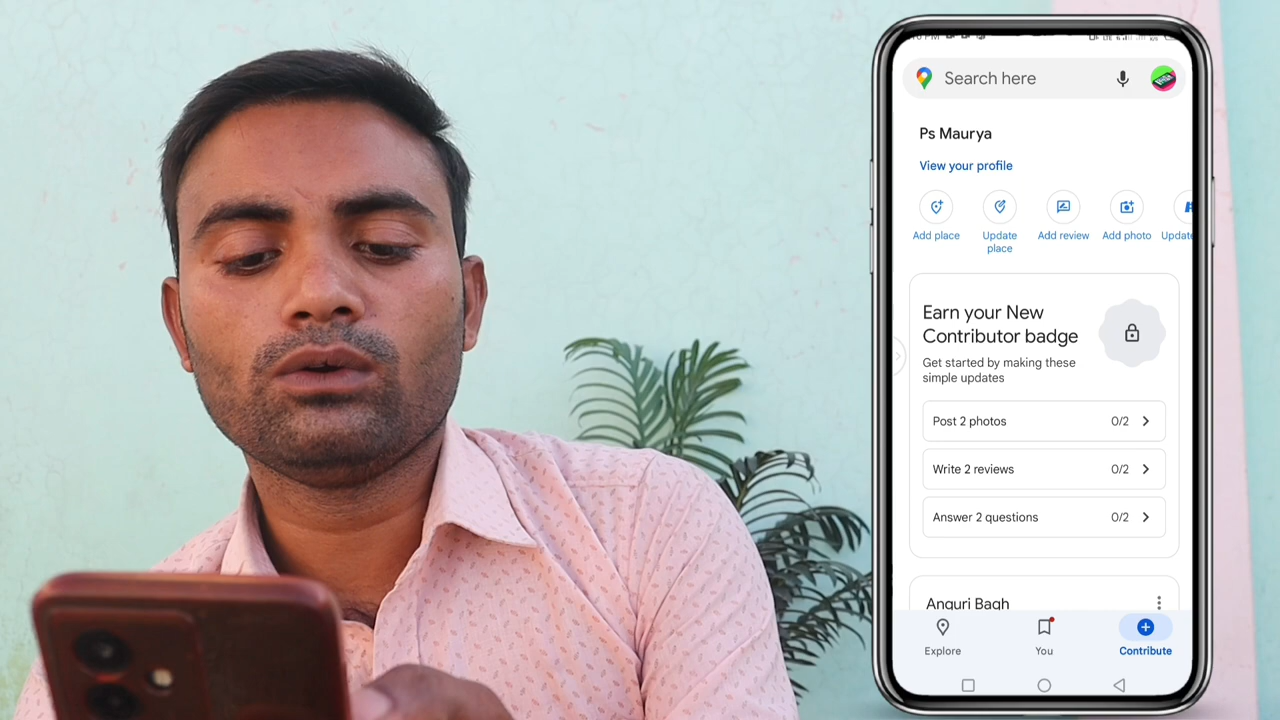 Search here
Ps Maurya
View your profile
Add place
Update place
Add review
Add photo
Update
Earn your New
Contributor badge
Get started by making these
simple updates
Post 2 photos 0/2
Write 2 reviews 0/2
Answer 2 questions 0/2
Anguri Bagh
Explore
You
Contribute